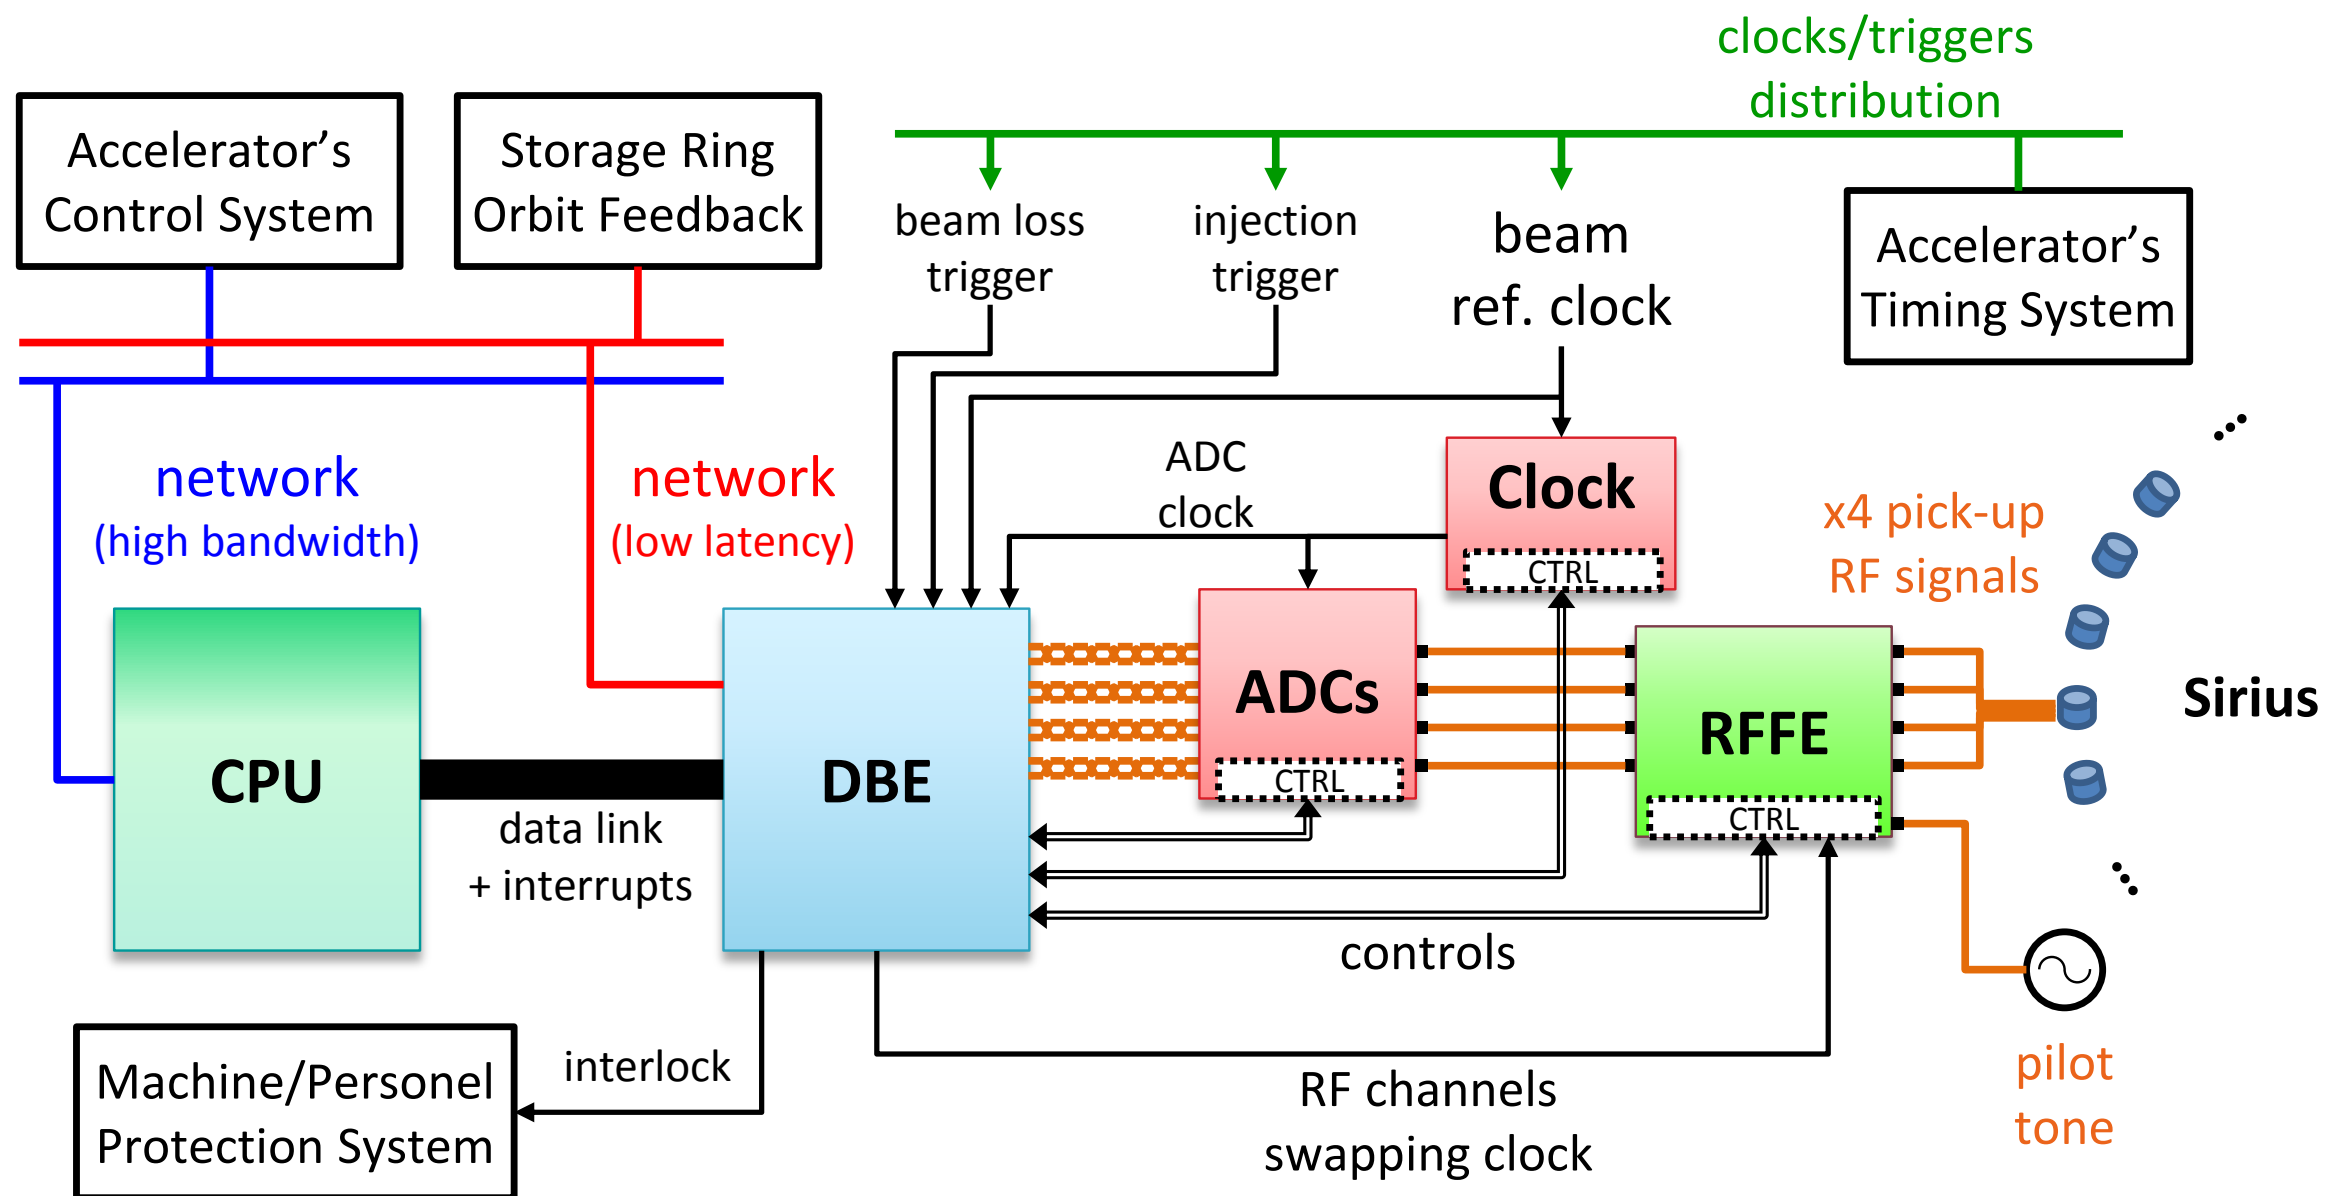 clocks/triggers
distribution
Accelerator's
Control System
Storage Ring
Orbit Feedback
beam loss
trigger
injection
trigger
beam
ref. clock
Accelerator's
Timing System
network
(high bandwidth)
network
(low latency)
ADC
clock
Clock
CTRL
x4 pick-up
RF signals
CPU
data link
+ interrupts
DBE
ADCs
CTRL
RFFE
CTRL
Sirius
controls
Machine/Personel
Protection System
interlock
RF channels
swapping clock
pilot
tone